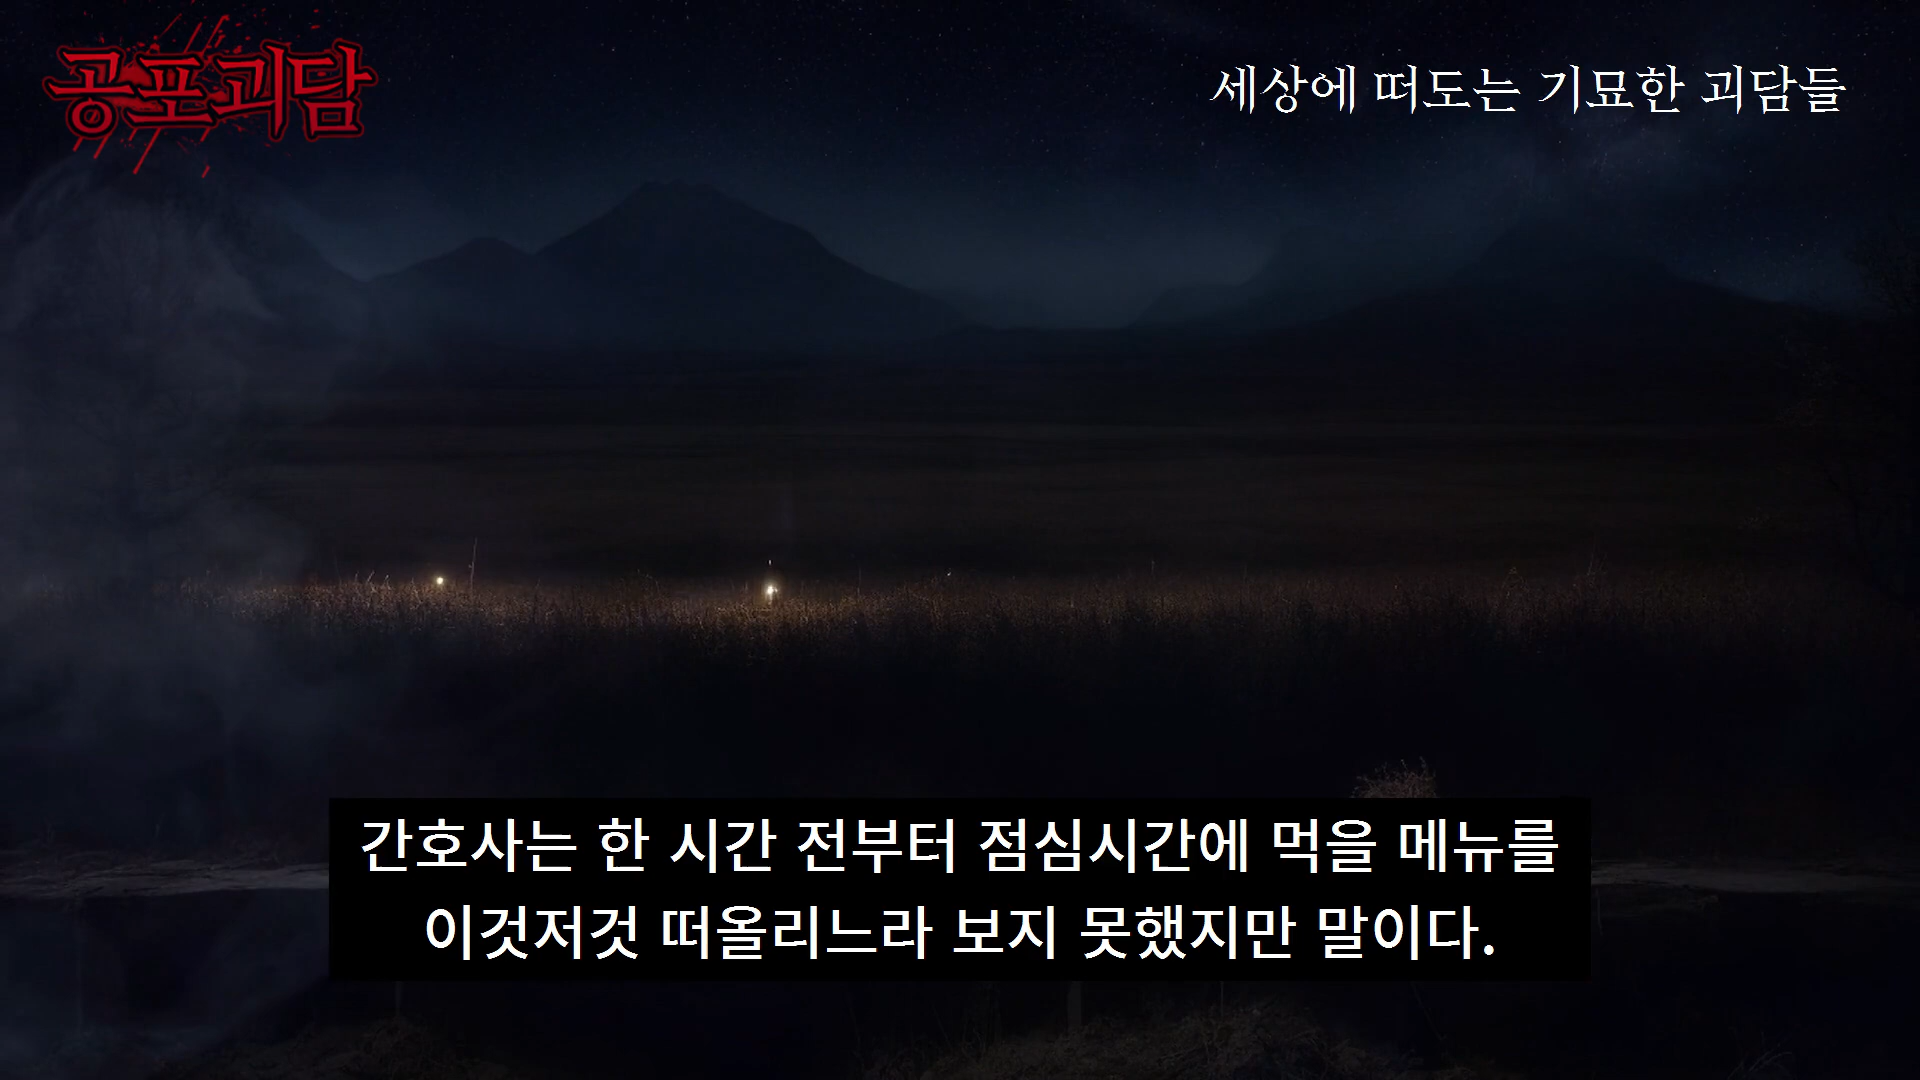 공포괴담
세상에 떠도는 기묘한 괴담들
간호사는 한 시간 전부터 점심시간에 먹을 메뉴를
이것저것 떠올리느라 보지 못했지만 말이다.